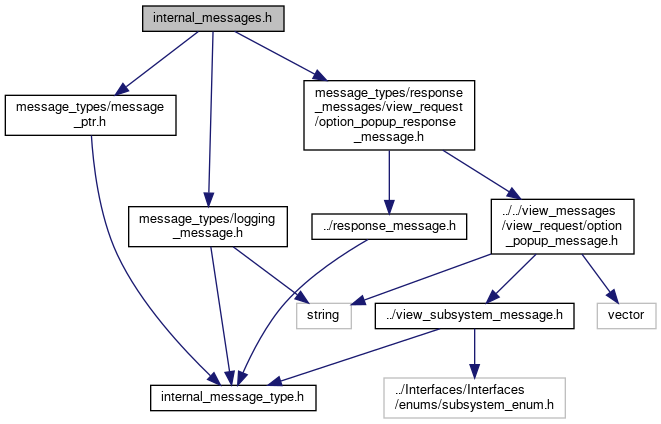 internal_messages.h
message_types/message
_ptr.h
message_types/response
_messages/view_request
/option_popup_response
_message.h
message_types/logging
_message.h
../response_message.h
../../view_messages
/view_request/option
_popup_message.h
string
../view_subsystem_message.h
vector
internal_message_type.h
../Interfaces/Interfaces
/enums/subsystem_enum.h